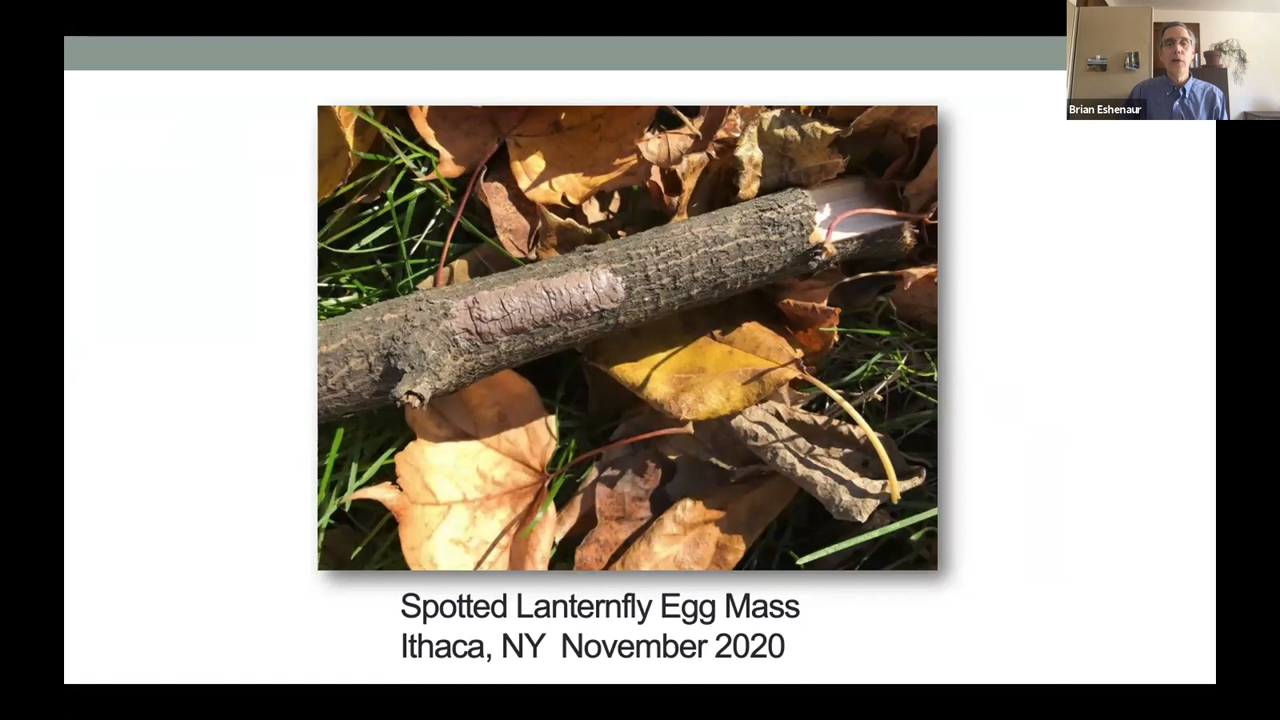 Brian Eshenaur
Spotted Lanternfly Egg Mass
Ithaca, NY November 2020